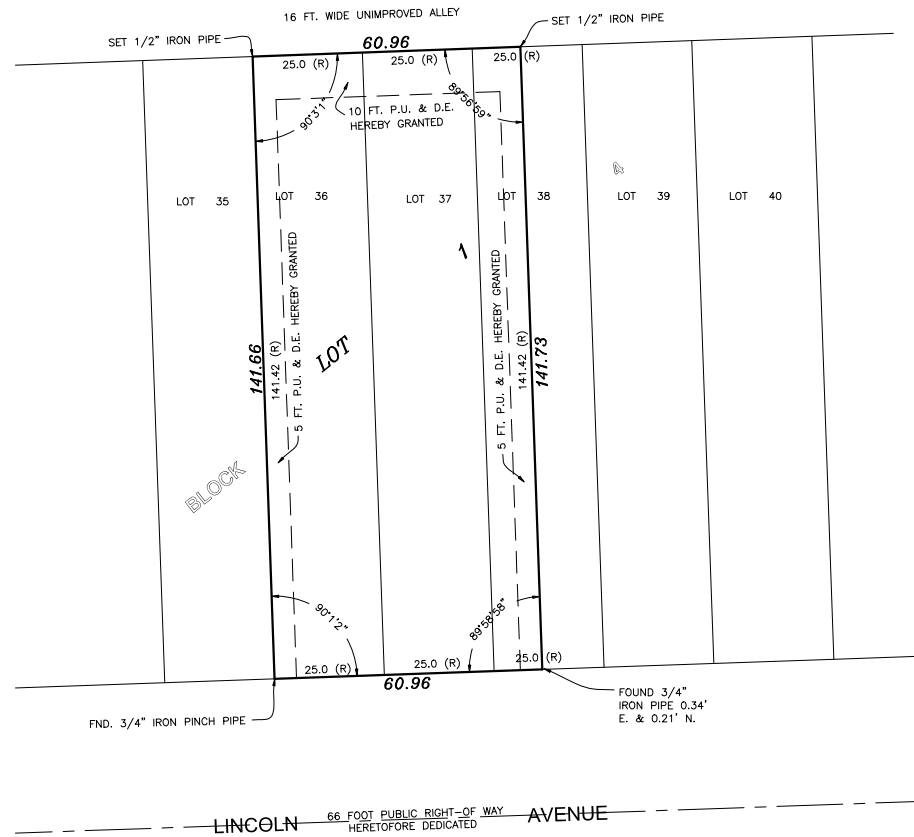 16 FT. WIDE UNIMPROVED ALLEY
SET 1/2" IRON PIPE
SET 1/2" IRON PIPE
60.96
25.0 (R)
25.0 (R)
25.0 (R)
90°3'1"
10 FT. P.U. & D.E.
HEREBY GRANTED
89°56'59"
4
LOT 35
LOT 36
LOT 37
LOT 38
LOT 39
LOT 40
1
5 FT. P.U. & D.E. HEREBY GRANTED
5 FT. P.U. & D.E. HEREBY GRANTED
LOT
141.66
141.42 (R)
141.42 (R)
141.73
BLOCK
90°1'2"
89°58'58"
25.0 (R)
25.0 (R)
25.0 (R)
60.96
FND. 3/4" IRON PINCH PIPE
FOUND 3/4"
IRON PIPE 0.34'
E. & 0.21' N.
LINCOLN
66 FOOT PUBLIC RIGHT-OF WAY
HERETOFORE DEDICATED
AVENUE